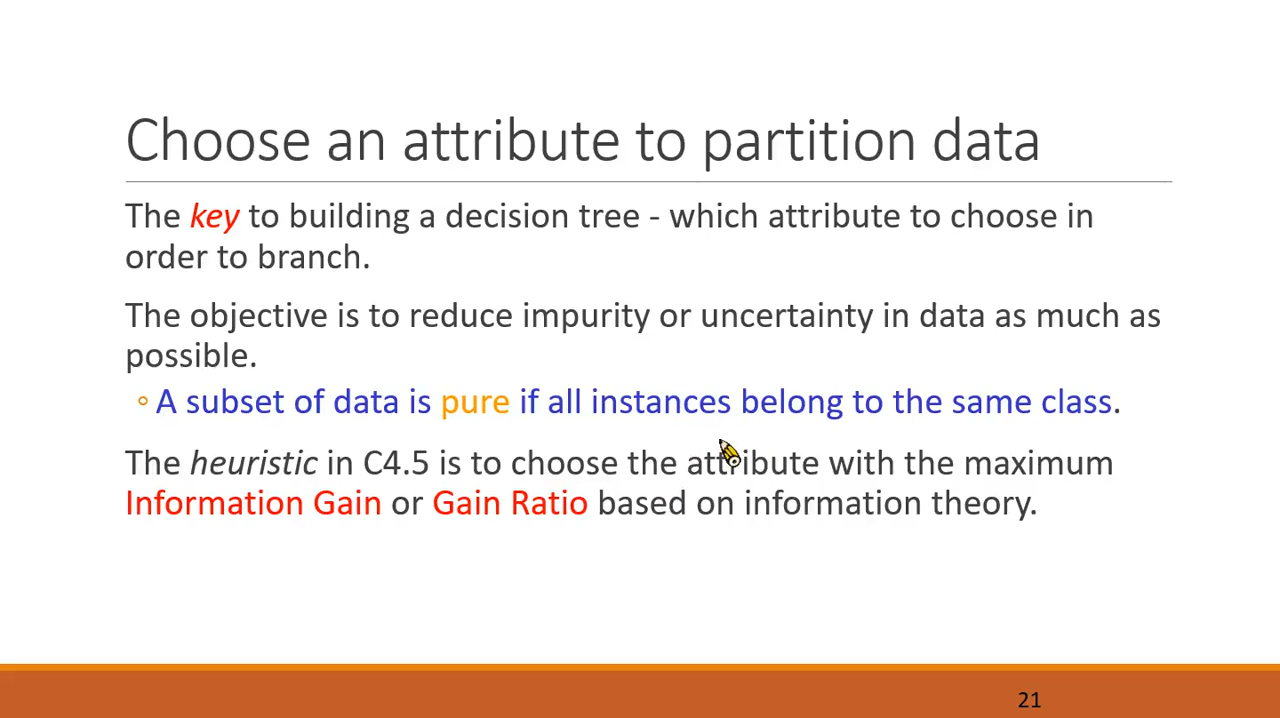 Choose an attribute to partition data
The key to building a decision tree - which attribute to choose in
order to branch.
The objective is to reduce impurity or uncertainty in data as much as
possible.
◦ A subset of data is pure if all instances belong to the same class.
The heuristic in C4.5 is to choose the attribute with the maximum
Information Gain or Gain Ratio based on information theory.
21